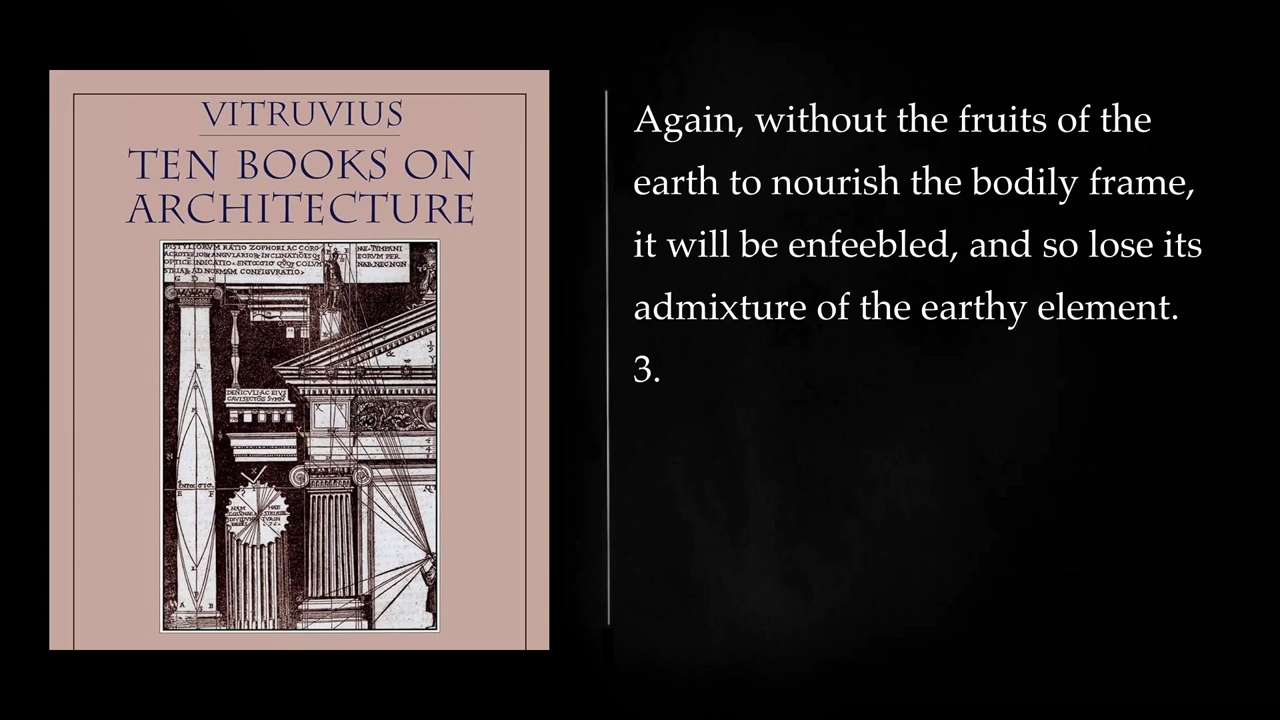 VITRUVIUS
TEN BOOKS ON
ARCHITECTURE
Again, without the fruits of the
earth to nourish the bodily frame,
it will be enfeebled, and so lose its
admixture of the earthy element.
3.